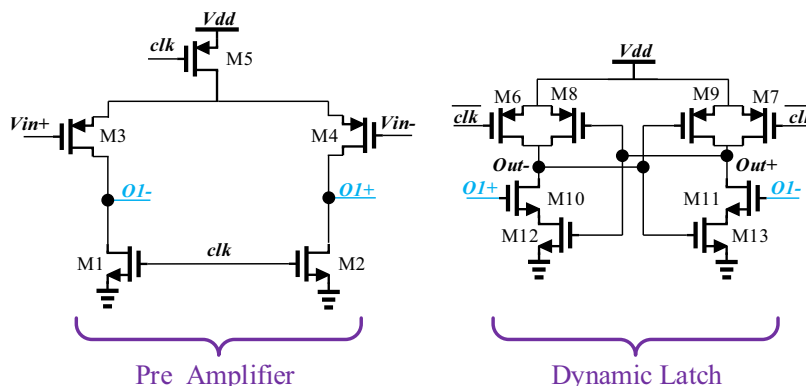 Vdd
clk
M5
Vin+
M3
M4
Vin-
O1-
O1+
M1
clk
M2
Pre Amplifier
Vdd
M6
M8
M9
M7
clk
clk
Out-
Out+
O1+
M10
M11
O1-
M12
M13
Dynamic Latch